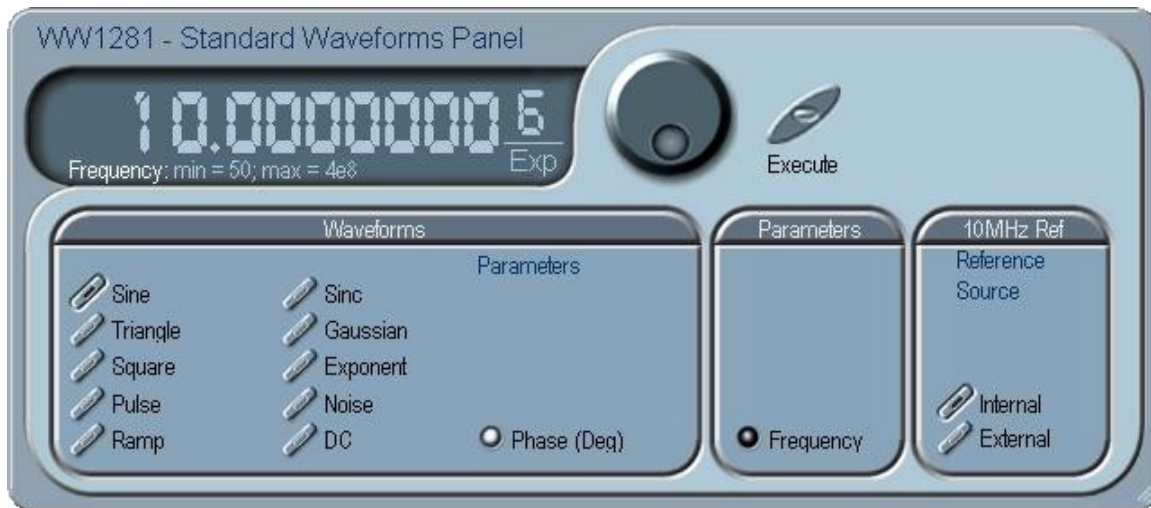 WW1281 - Standard Waveforms Panel
10.0000000 6
Exp
Frequency: min = 50; max = 4e8
Execute
Waveforms
Parameters
Sine
Triangle
Square
Pulse
Ramp
Sinc
Gaussian
Exponent
Noise
DC
Phase (Deg)
Parameters
Frequency
10MHz Ref
Reference
Source
Internal
External